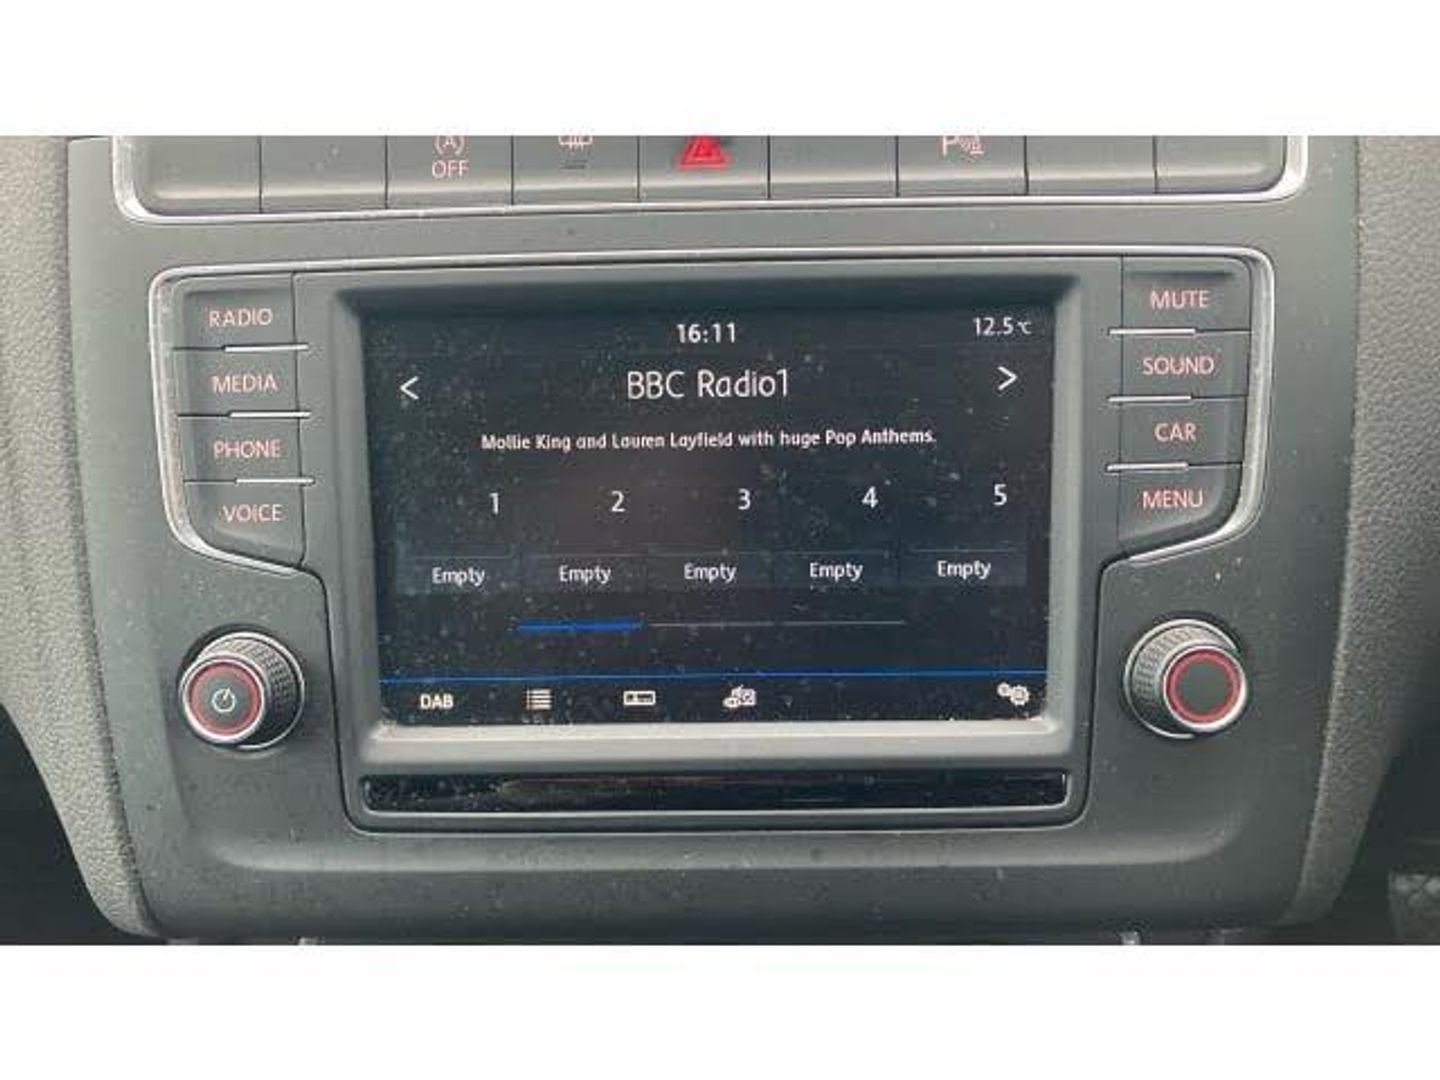 (A)
OFF
P
RADIO
MEDIA
PHONE
VOICE
16:11
12.5°C
< BBC Radio1 >
Mollie King and Lauren Layfield with huge Pop Anthems.
1 2 3 4 5
Empty Empty Empty Empty Empty
DAB
MUTE
SOUND
CAR
MENU